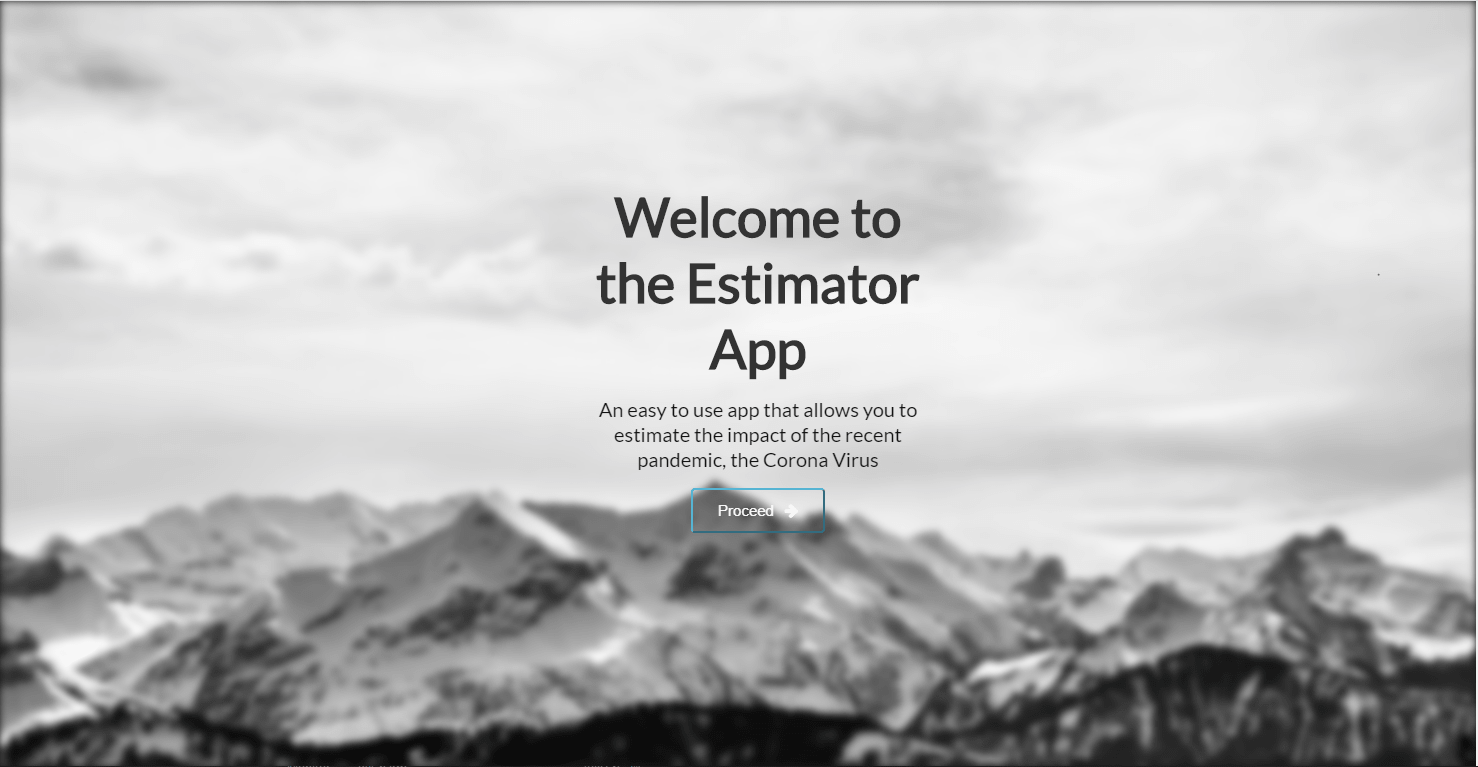 Welcome to
the Estimator
App
An easy to use app that allows you to
estimate the impact of the recent
pandemic, the Corona Virus
Proceed